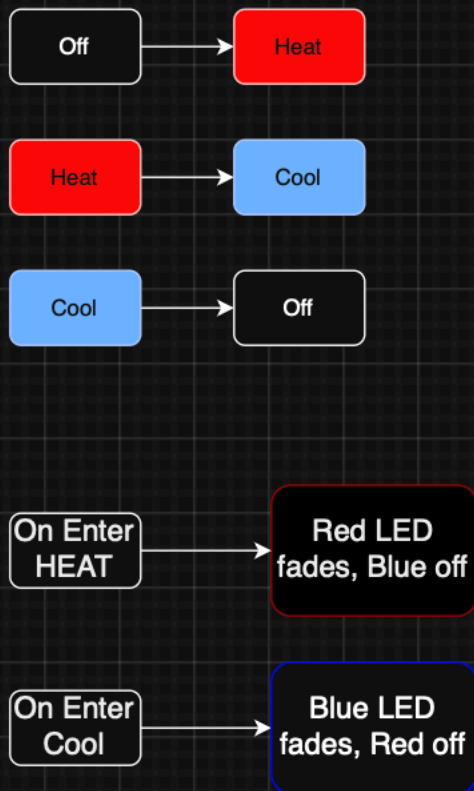 Off
Heat
Heat
Cool
Cool
Off
On Enter
HEAT
Red LED
fades, Blue off
On Enter
Cool
Blue LED
fades, Red off